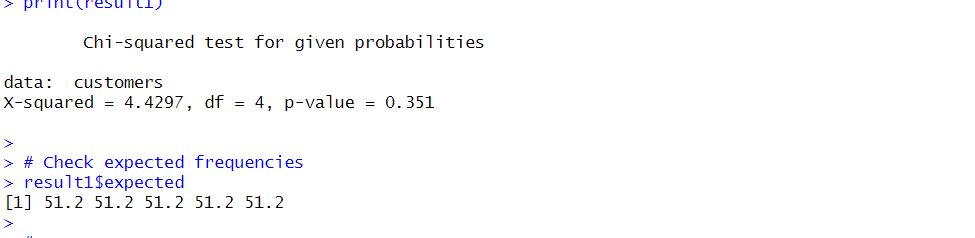 > print(result1)
Chi-squared test for given probabilities
data:  customers
X-squared = 4.4297, df = 4, p-value = 0.351
>
> # Check expected frequencies
> result1$expected
[1] 51.2 51.2 51.2 51.2 51.2
>